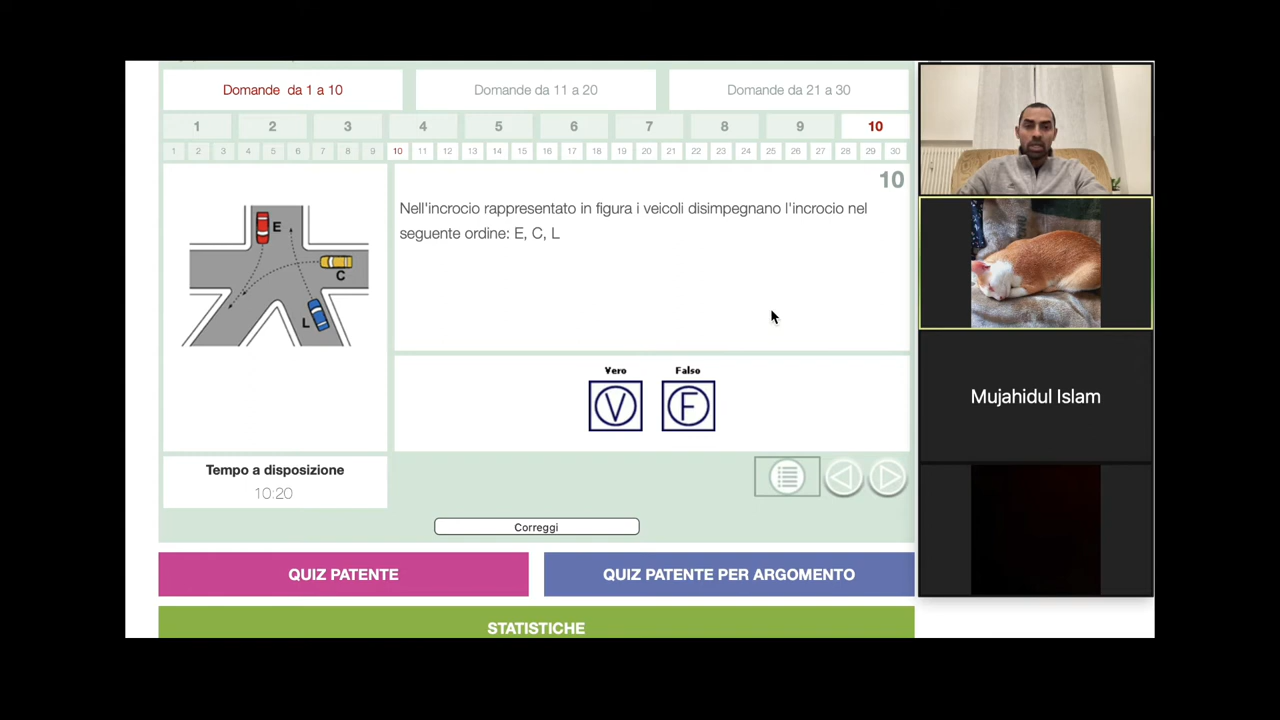 Domande da 1 a 10
Domande da 11 a 20
Domande da 21 a 30
1 2 3 4 5 6 7 8 9 10
1 2 3 4 5 6 7 8 9 10 11 12 13 14 15 16 17 18 19 20 21 22 23 24 25 26 27 28 29 30
10
Nell'incrocio rappresentato in figura i veicoli disimpegnano l'incrocio nel
seguente ordine: E, C, L
E
C
L
Vero
Falso
V
F
Tempo a disposizione
10:20
Correggi
QUIZ PATENTE
QUIZ PATENTE PER ARGOMENTO
STATISTICHE
Mujahidul Islam